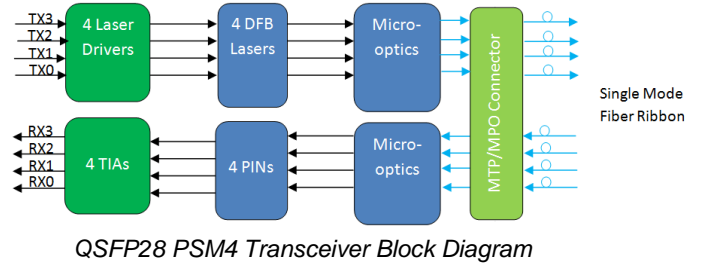 TX3
TX2
TX1
TX0
4 Laser
Drivers
4 DFB
Lasers
Micro-
optics
MTP/MPO Connector
Single Mode
Fiber Ribbon
RX3
RX2
RX1
RX0
4 TIAs
4 PINs
Micro-
optics
QSFP28 PSM4 Transceiver Block Diagram